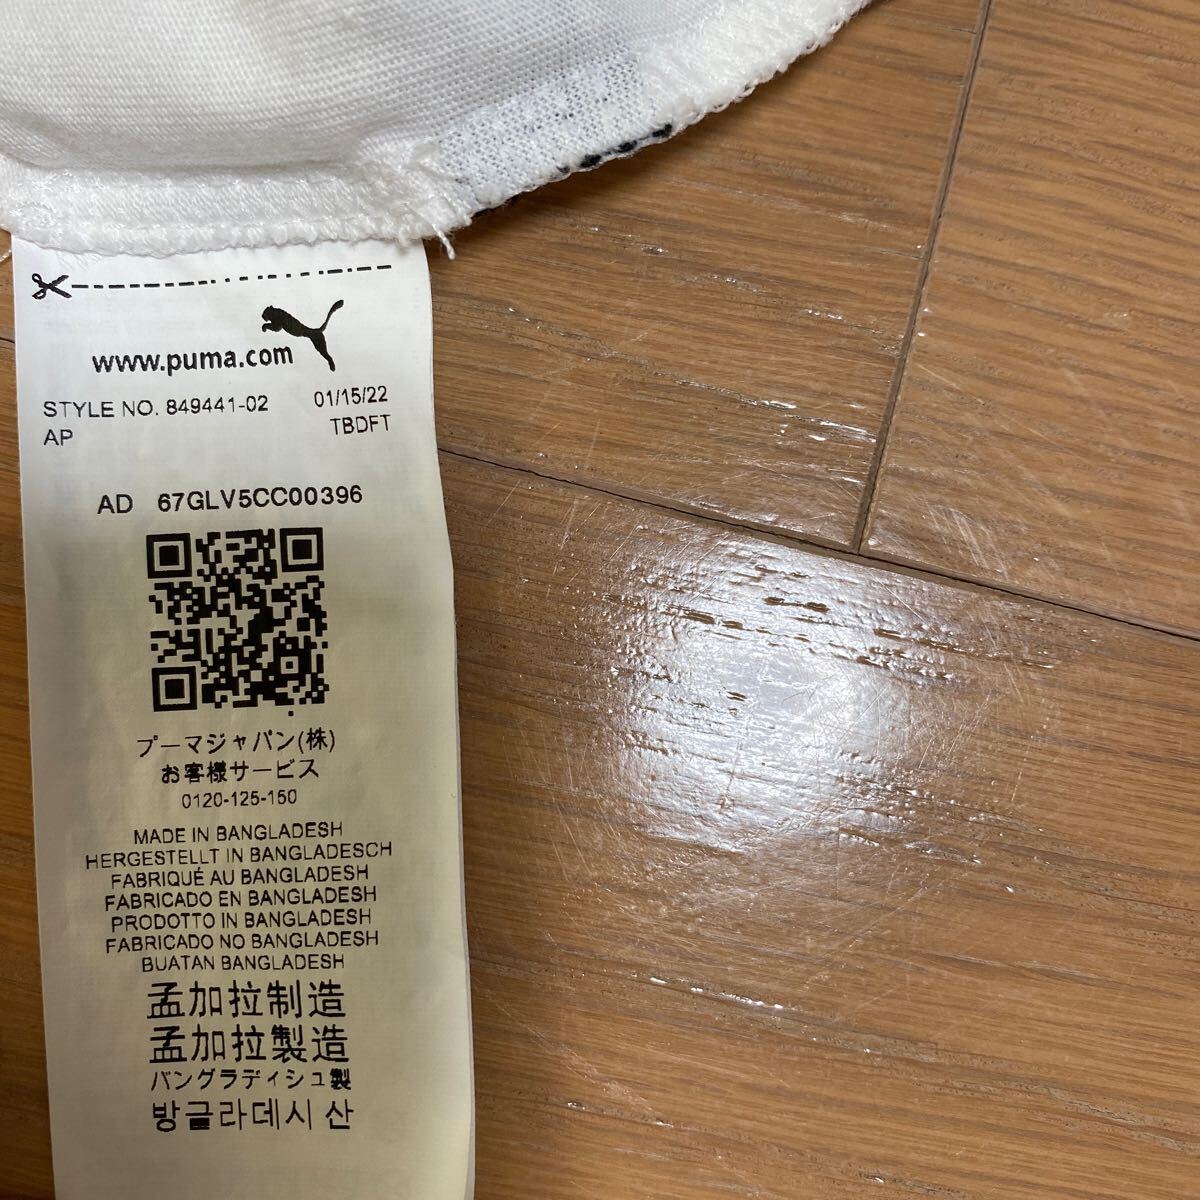 www.puma.com
STYLE NO. 849441-02 01/15/22
AP TBDFT
AD 67GLV5CC00396
プーマジャパン(株)
お客様サービス
0120-125-150
MADE IN BANGLADESH
HERGESTELLT IN BANGLADESCH
FABRIQUÉ AU BANGLADESH
FABRICADO EN BANGLADESH
PRODOTTO IN BANGLADESH
FABRICADO NO BANGLADESH
BUATAN BANGLADESH
孟加拉制造
孟加拉製造
バングラディシュ製
방글라데시 산